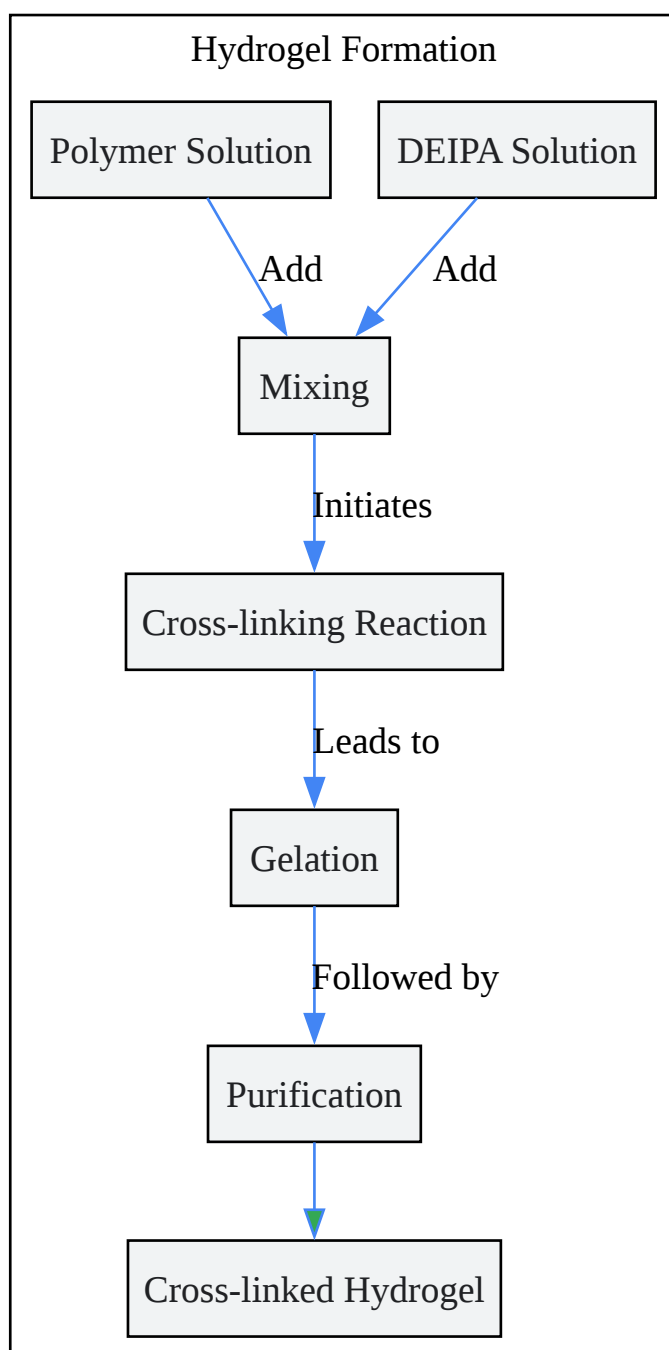 Hydrogel Formation
Polymer Solution
DEIPA Solution
Add
Add
Mixing
Initiates
Cross-linking Reaction
Leads to
Gelation
Followed by
Purification
Cross-linked Hydrogel